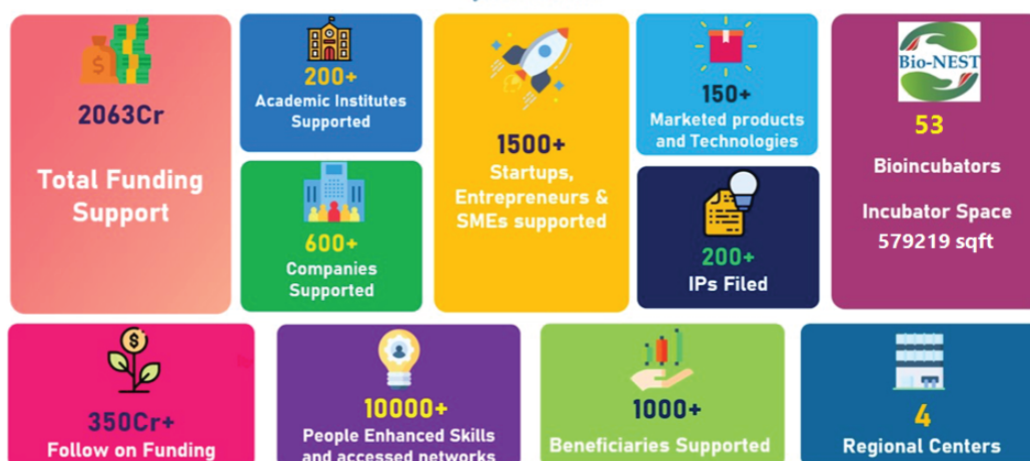 2063Cr
Total Funding
Support
200+
Academic Institutes
Supported
600+
Companies
Supported
1500+
Startups,
Entrepreneurs &
SMEs supported
150+
Marketed products
and Technologies
200+
IPs Filed
Bio-NEST
53
Bioincubators
Incubator Space
579219 sqft
350Cr+
Follow on Funding
10000+
People Enhanced Skills
and accessed networks
1000+
Beneficiaries Supported
4
Regional Centers